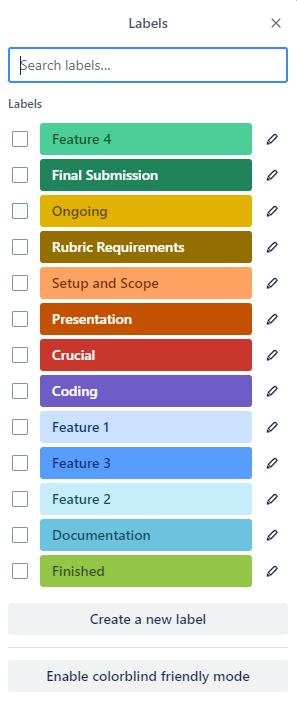 Labels
Search labels...
Labels
Feature 4
Final Submission
Ongoing
Rubric Requirements
Setup and Scope
Presentation
Crucial
Coding
Feature 1
Feature 3
Feature 2
Documentation
Finished
Create a new label
Enable colorblind friendly mode